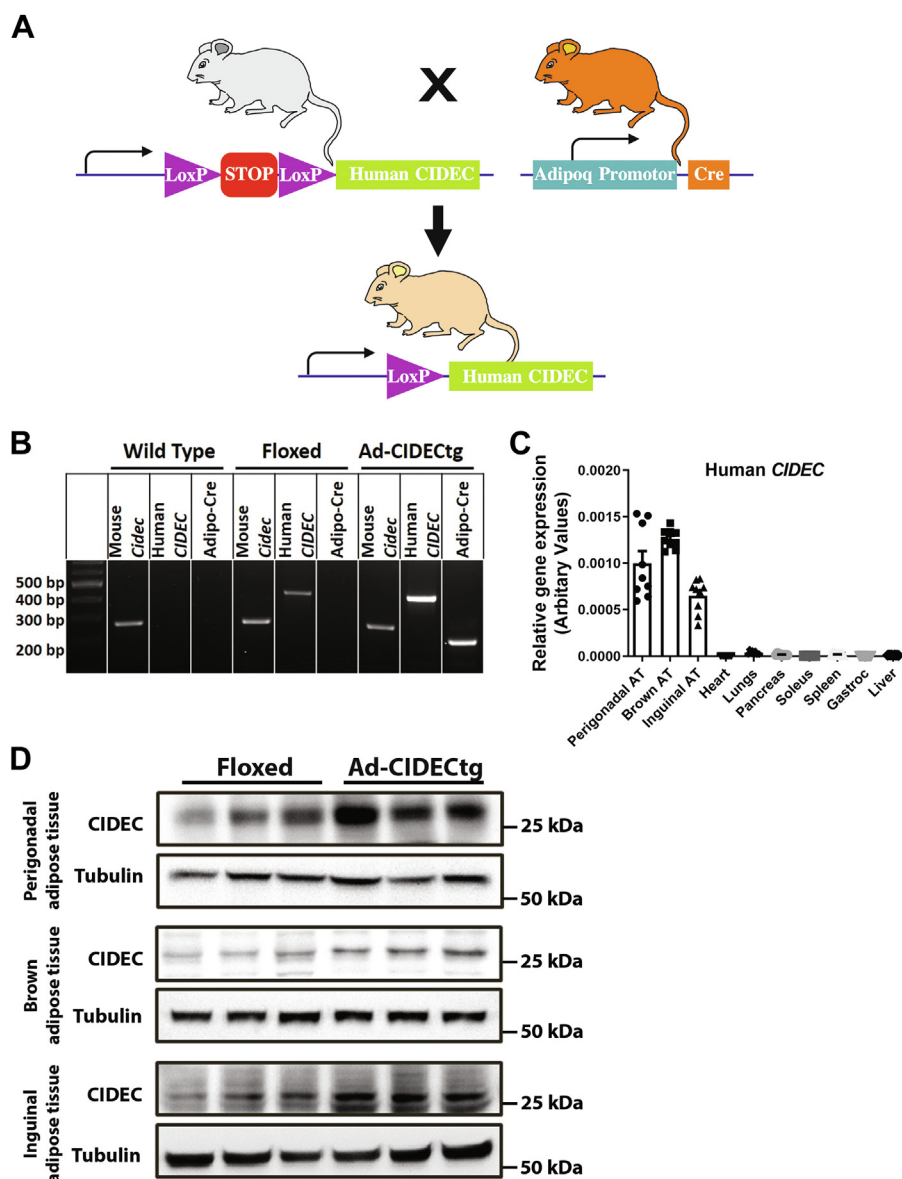 A
X
LoxP STOP LoxP Human CIDEC
Adipoq Promotor Cre
LoxP Human CIDEC
B
Wild Type Floxed Ad-CIDECtg
Mouse Cidec
Human CIDEC
Adipo-Cre
Mouse Cidec
Human CIDEC
Adipo-Cre
Mouse Cidec
Human CIDEC
Adipo-Cre
500 bp
400 bp
300 bp
200 bp
C
Human CIDEC
Relative gene expression
(Arbitary Values)
0.0020
0.0015
0.0010
0.0005
0.0000
Perigonadal AT
Brown AT
Inguinal AT
Heart
Lungs
Pancreas
Soleus
Spleen
Gastroc
Liver
D
Floxed Ad-CIDECtg
Perigonadal
adipose tissue
CIDEC 25 kDa
Tubulin 50 kDa
Brown
adipose tissue
CIDEC 25 kDa
Tubulin 50 kDa
Inguinal
adipose tissue
CIDEC 25 kDa
Tubulin 50 kDa